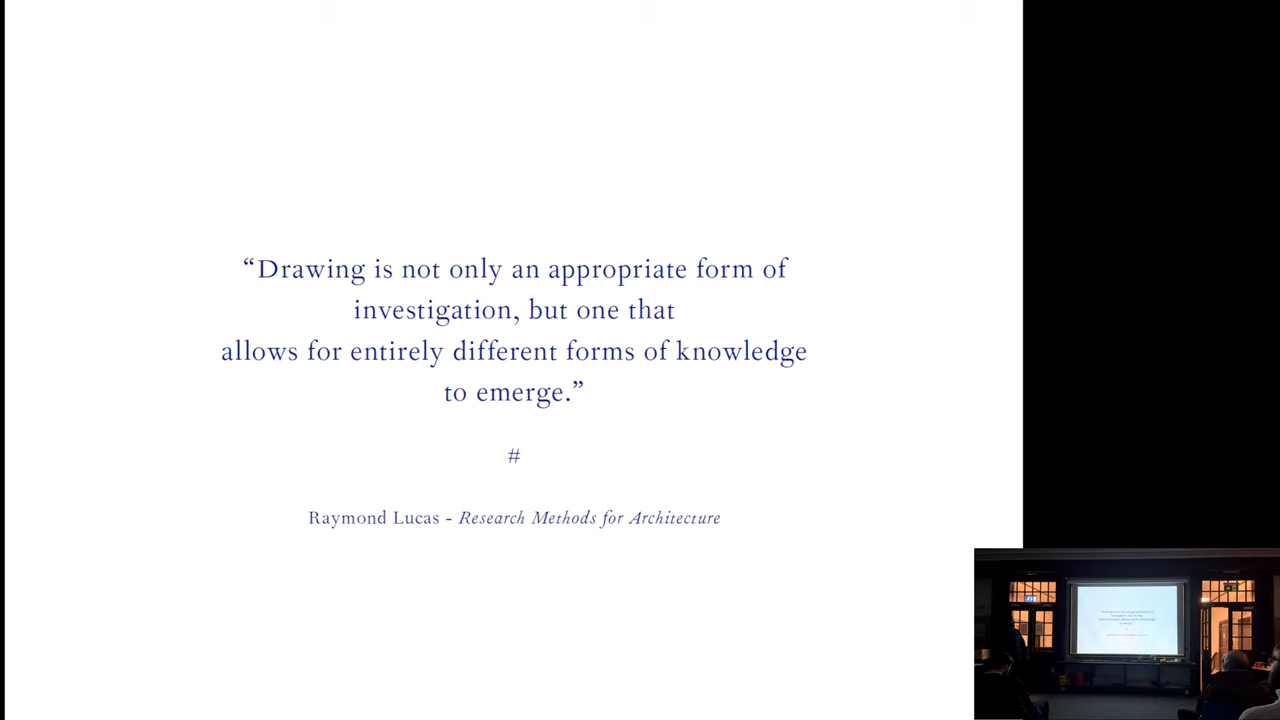 “Drawing is not only an appropriate form of
investigation, but one that
allows for entirely different forms of knowledge
to emerge.”
#
Raymond Lucas - Research Methods for Architecture